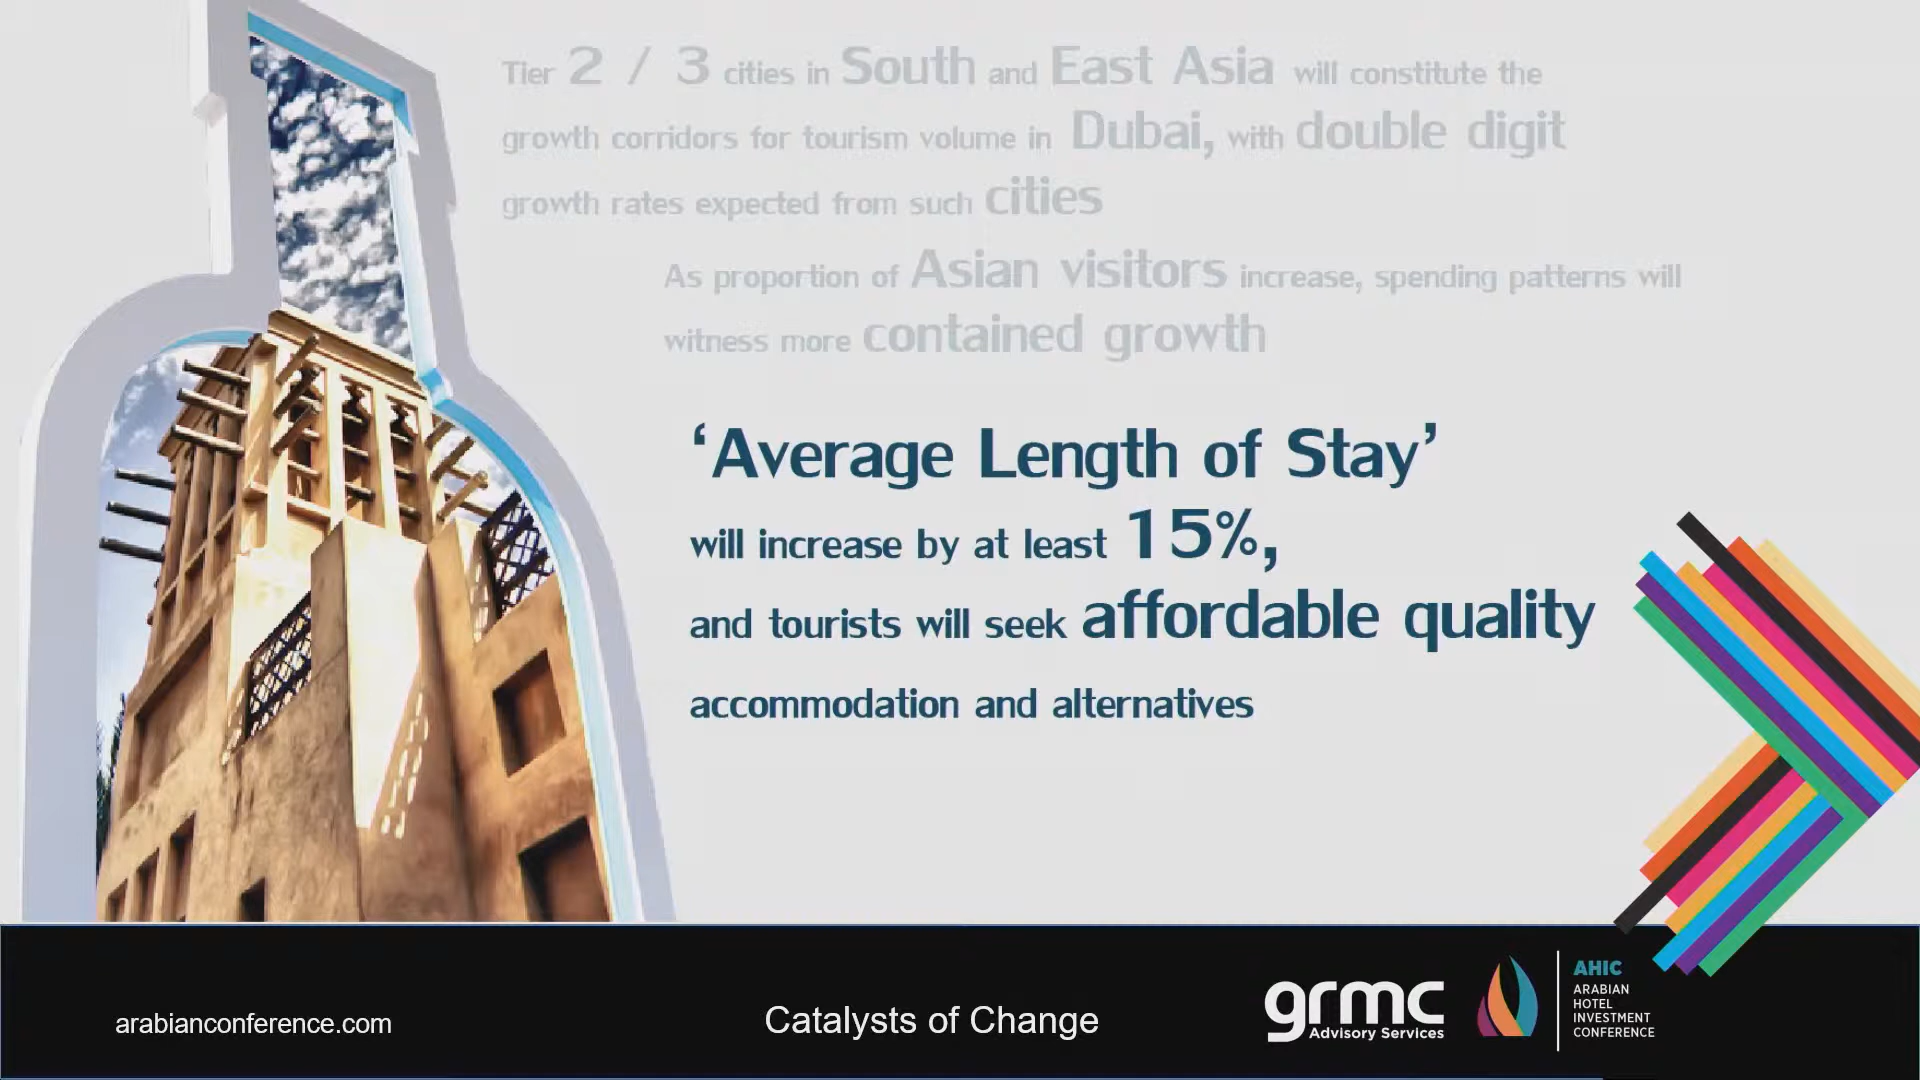 Tier 2 / 3 cities in South and East Asia will constitute the
growth corridors for tourism volume in Dubai, with double digit
growth rates expected from such cities
As proportion of Asian visitors increase, spending patterns will
witness more contained growth
‘Average Length of Stay’
will increase by at least 15%,
and tourists will seek affordable quality
accommodation and alternatives
arabianconference.com
Catalysts of Change
grmc
Advisory Services
AHIC
ARABIAN
HOTEL
INVESTMENT
CONFERENCE